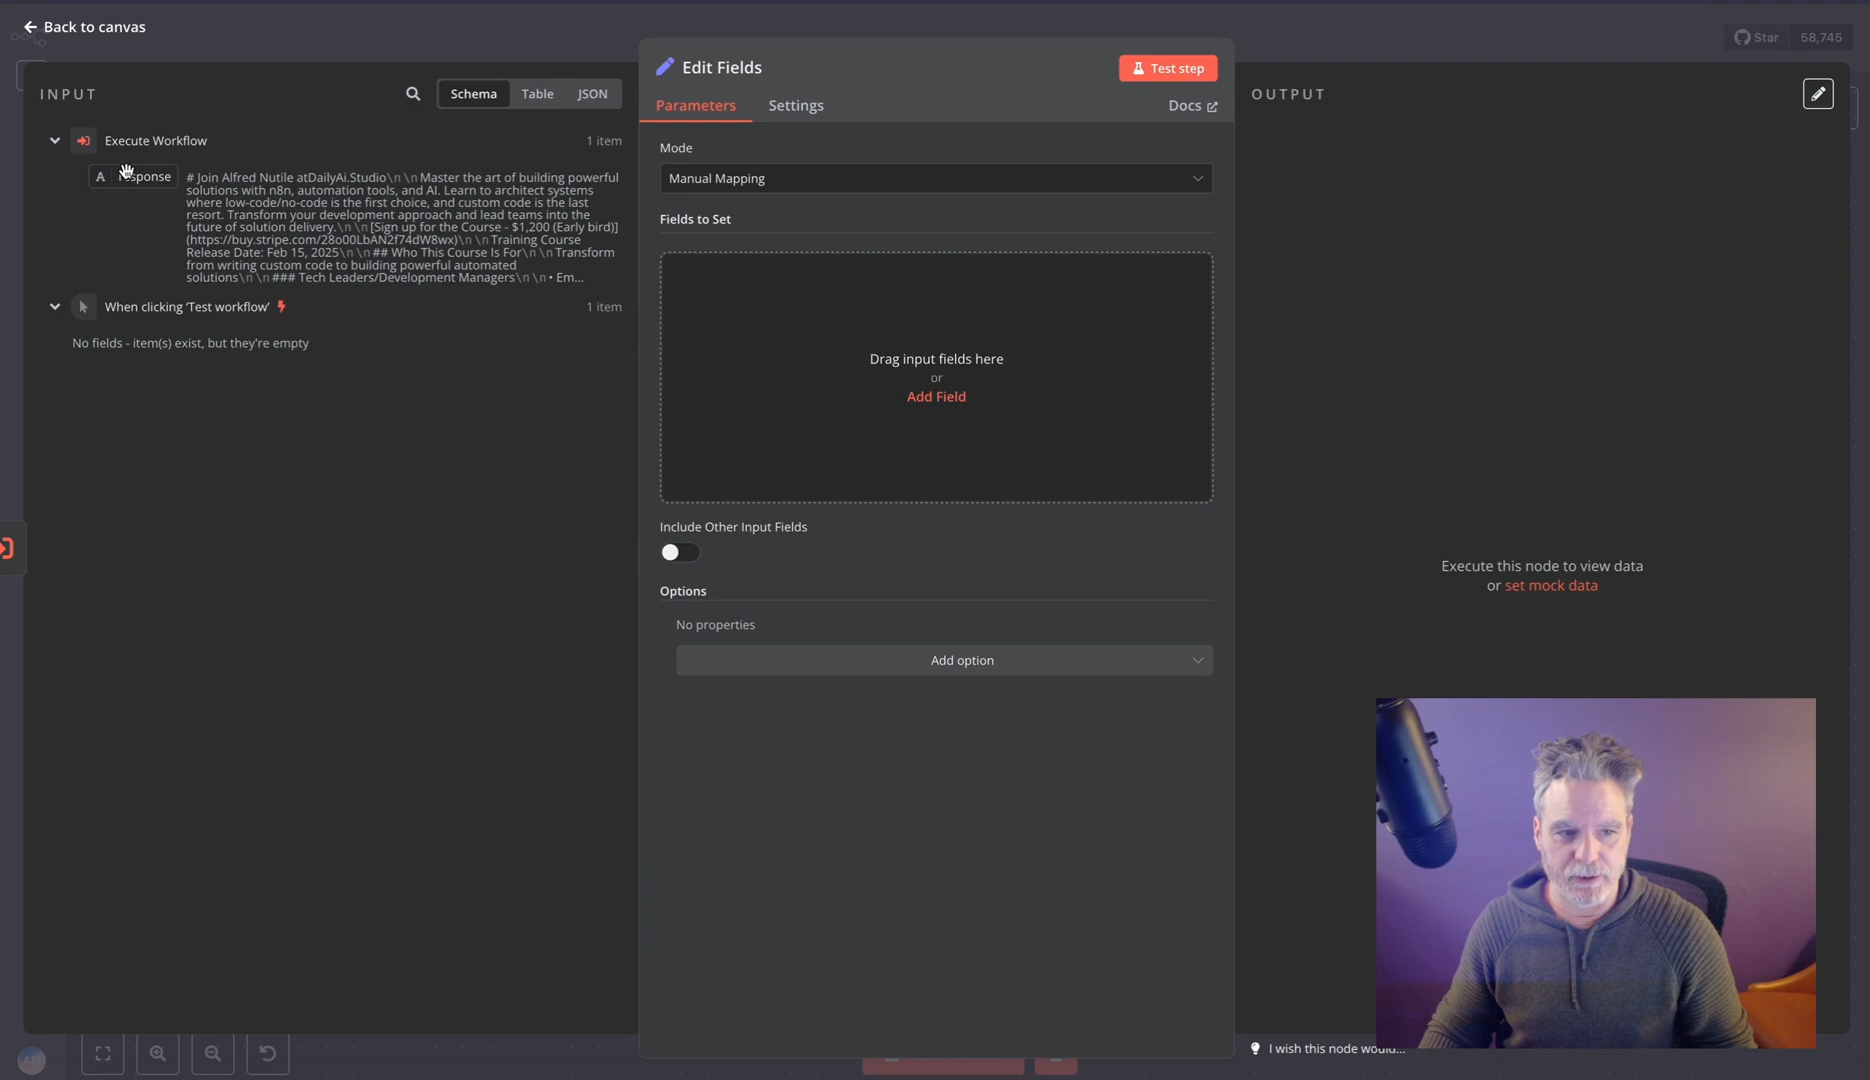 Back to canvas
Star 58,745
INPUT
Schema
Table
JSON
Execute Workflow
1 item
A
# Join Alfred Nutile atDailyAi.Studio\n \n Master the art of building powerful
solutions with n8n, automation tools, and AI. Learn to architect systems
where low-code/no-code is the first choice, and custom code is the last
resort. Transform your development approach and lead teams into the
future of solution delivery.\n \n [Sign up for the Course - $1,200 (Early bird)]
(https://buy.stripe.com/28o00LbAN2f74dW8wx)\n \n Training Course
Release Date: Feb 15, 2025\n \n ## Who This Course Is For\n \n Transform
from writing custom code to building powerful automated
solutions\n \n ### Tech Leaders/Development Managers\n \n • Em...
When clicking ‘Test workflow’
1 item
No fields - item(s) exist, but they're empty
Edit Fields
Test step
Parameters
Settings
Docs
Mode
Manual Mapping
Fields to Set
Drag input fields here
or
Add Field
Include Other Input Fields
Options
No properties
Add option
OUTPUT
Execute this node to view data
or set mock data
AN
I wish this node would...